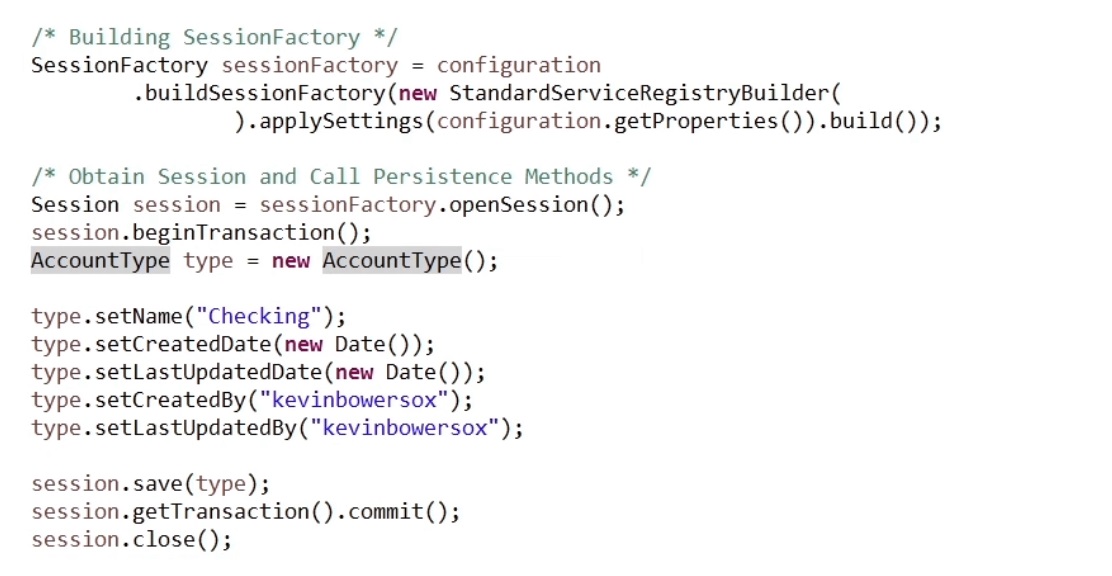 /* Building SessionFactory */
SessionFactory sessionFactory = configuration
.buildSessionFactory(new StandardServiceRegistryBuilder(
).applySettings(configuration.getProperties()).build());
/* Obtain Session and Call Persistence Methods */
Session session = sessionFactory.openSession();
session.beginTransaction();
AccountType type = new AccountType();
type.setName("Checking");
type.setCreatedDate(new Date());
type.setLastUpdatedDate(new Date());
type.setCreatedBy("kevinbowersox");
type.setLastUpdatedBy("kevinbowersox");
session.save(type);
session.getTransaction().commit();
session.close();